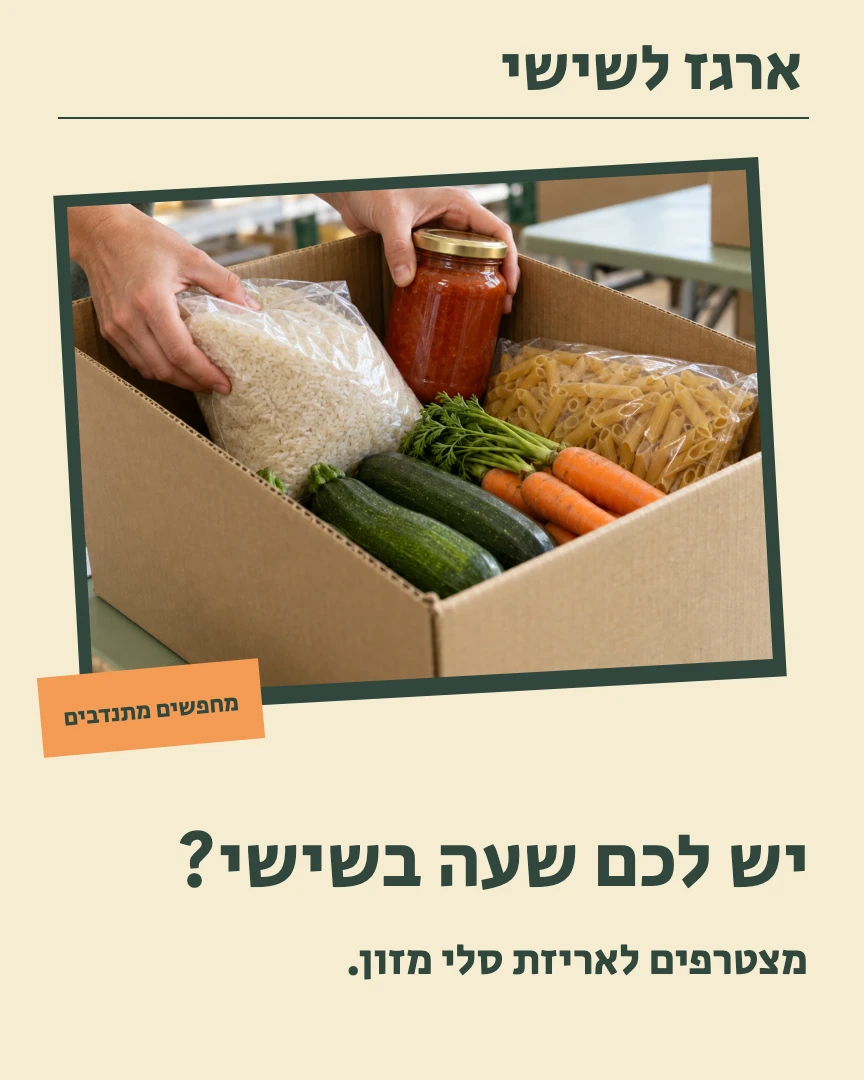 ארגז לשישי
מחפשים מתנדבים
יש לכם שעה בשישי?
מצטרפים לאריזת סלי מזון.